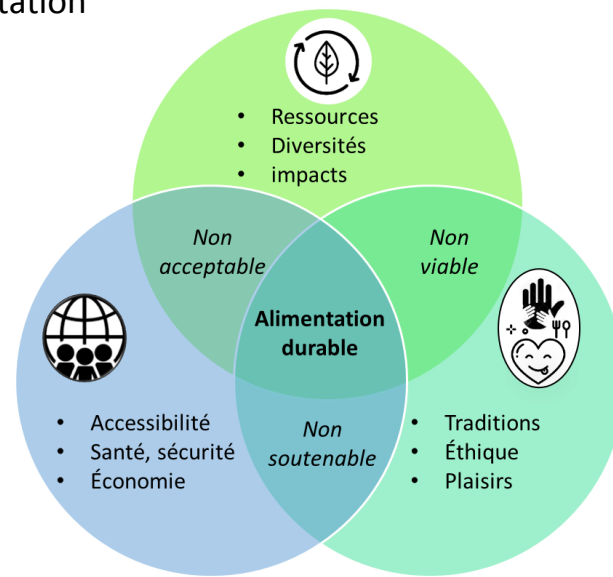 tation
• Ressources
• Diversités
• impacts
Non
acceptable
Non
viable
Alimentation
durable
• Accessibilité
• Santé, sécurité
• Économie
Non
soutenable
• Traditions
• Éthique
• Plaisirs